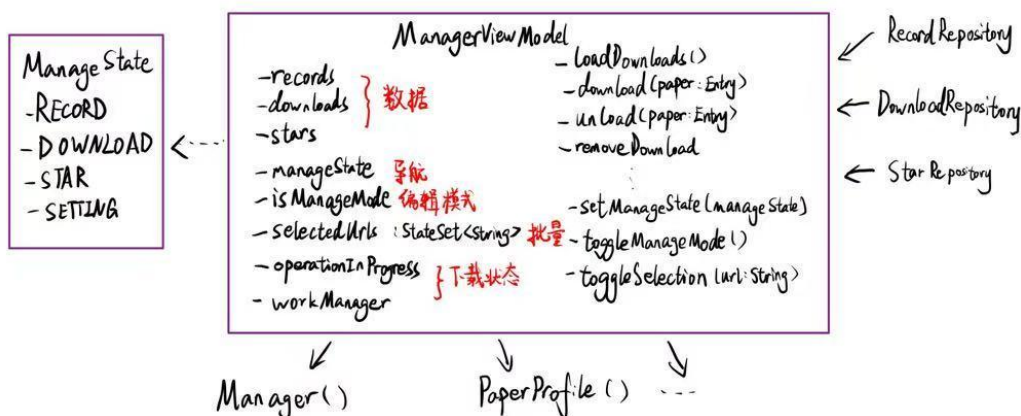 ManageState
-RECORD
-DOWNLOAD
-STAR
-SETTING
ManagerViewModel
-records
-downloads
-stars
数据
-manageState 导航
-isManageMode 编辑模式
-selectedUrls :StateSet<String> 批量
-operationInProgress
-workManager
下载状态
-loadDownloads()
-download(paper:Entry)
-unload(paper:Entry)
-removeDownload
-setManageState(manageState)
-toggleManageMode()
-toggleSelection(url:String)
RecordRepository
DownloadRepository
StarRepository
Manager()
PaperProfile()